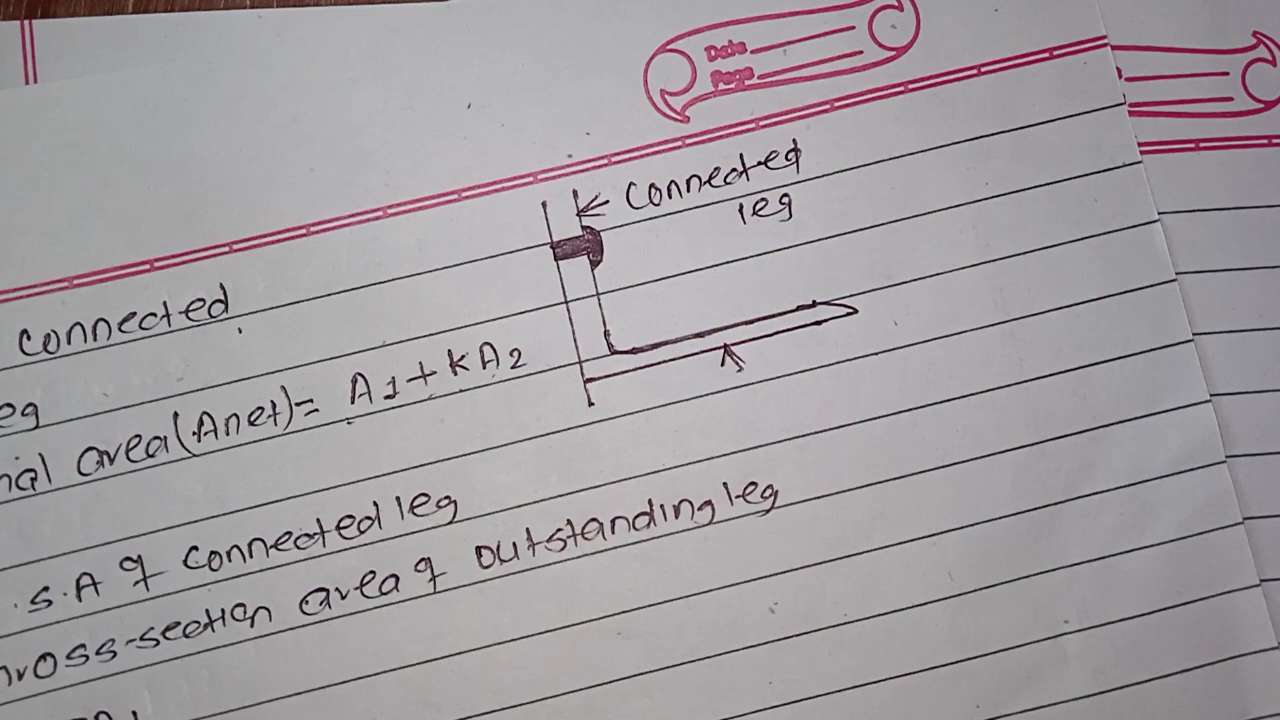 Date
Page
Connected
leg
Connected
eg
nal area (Anet) = A1 + kA2
.S.A of connected leg
ross-section area of outstanding leg